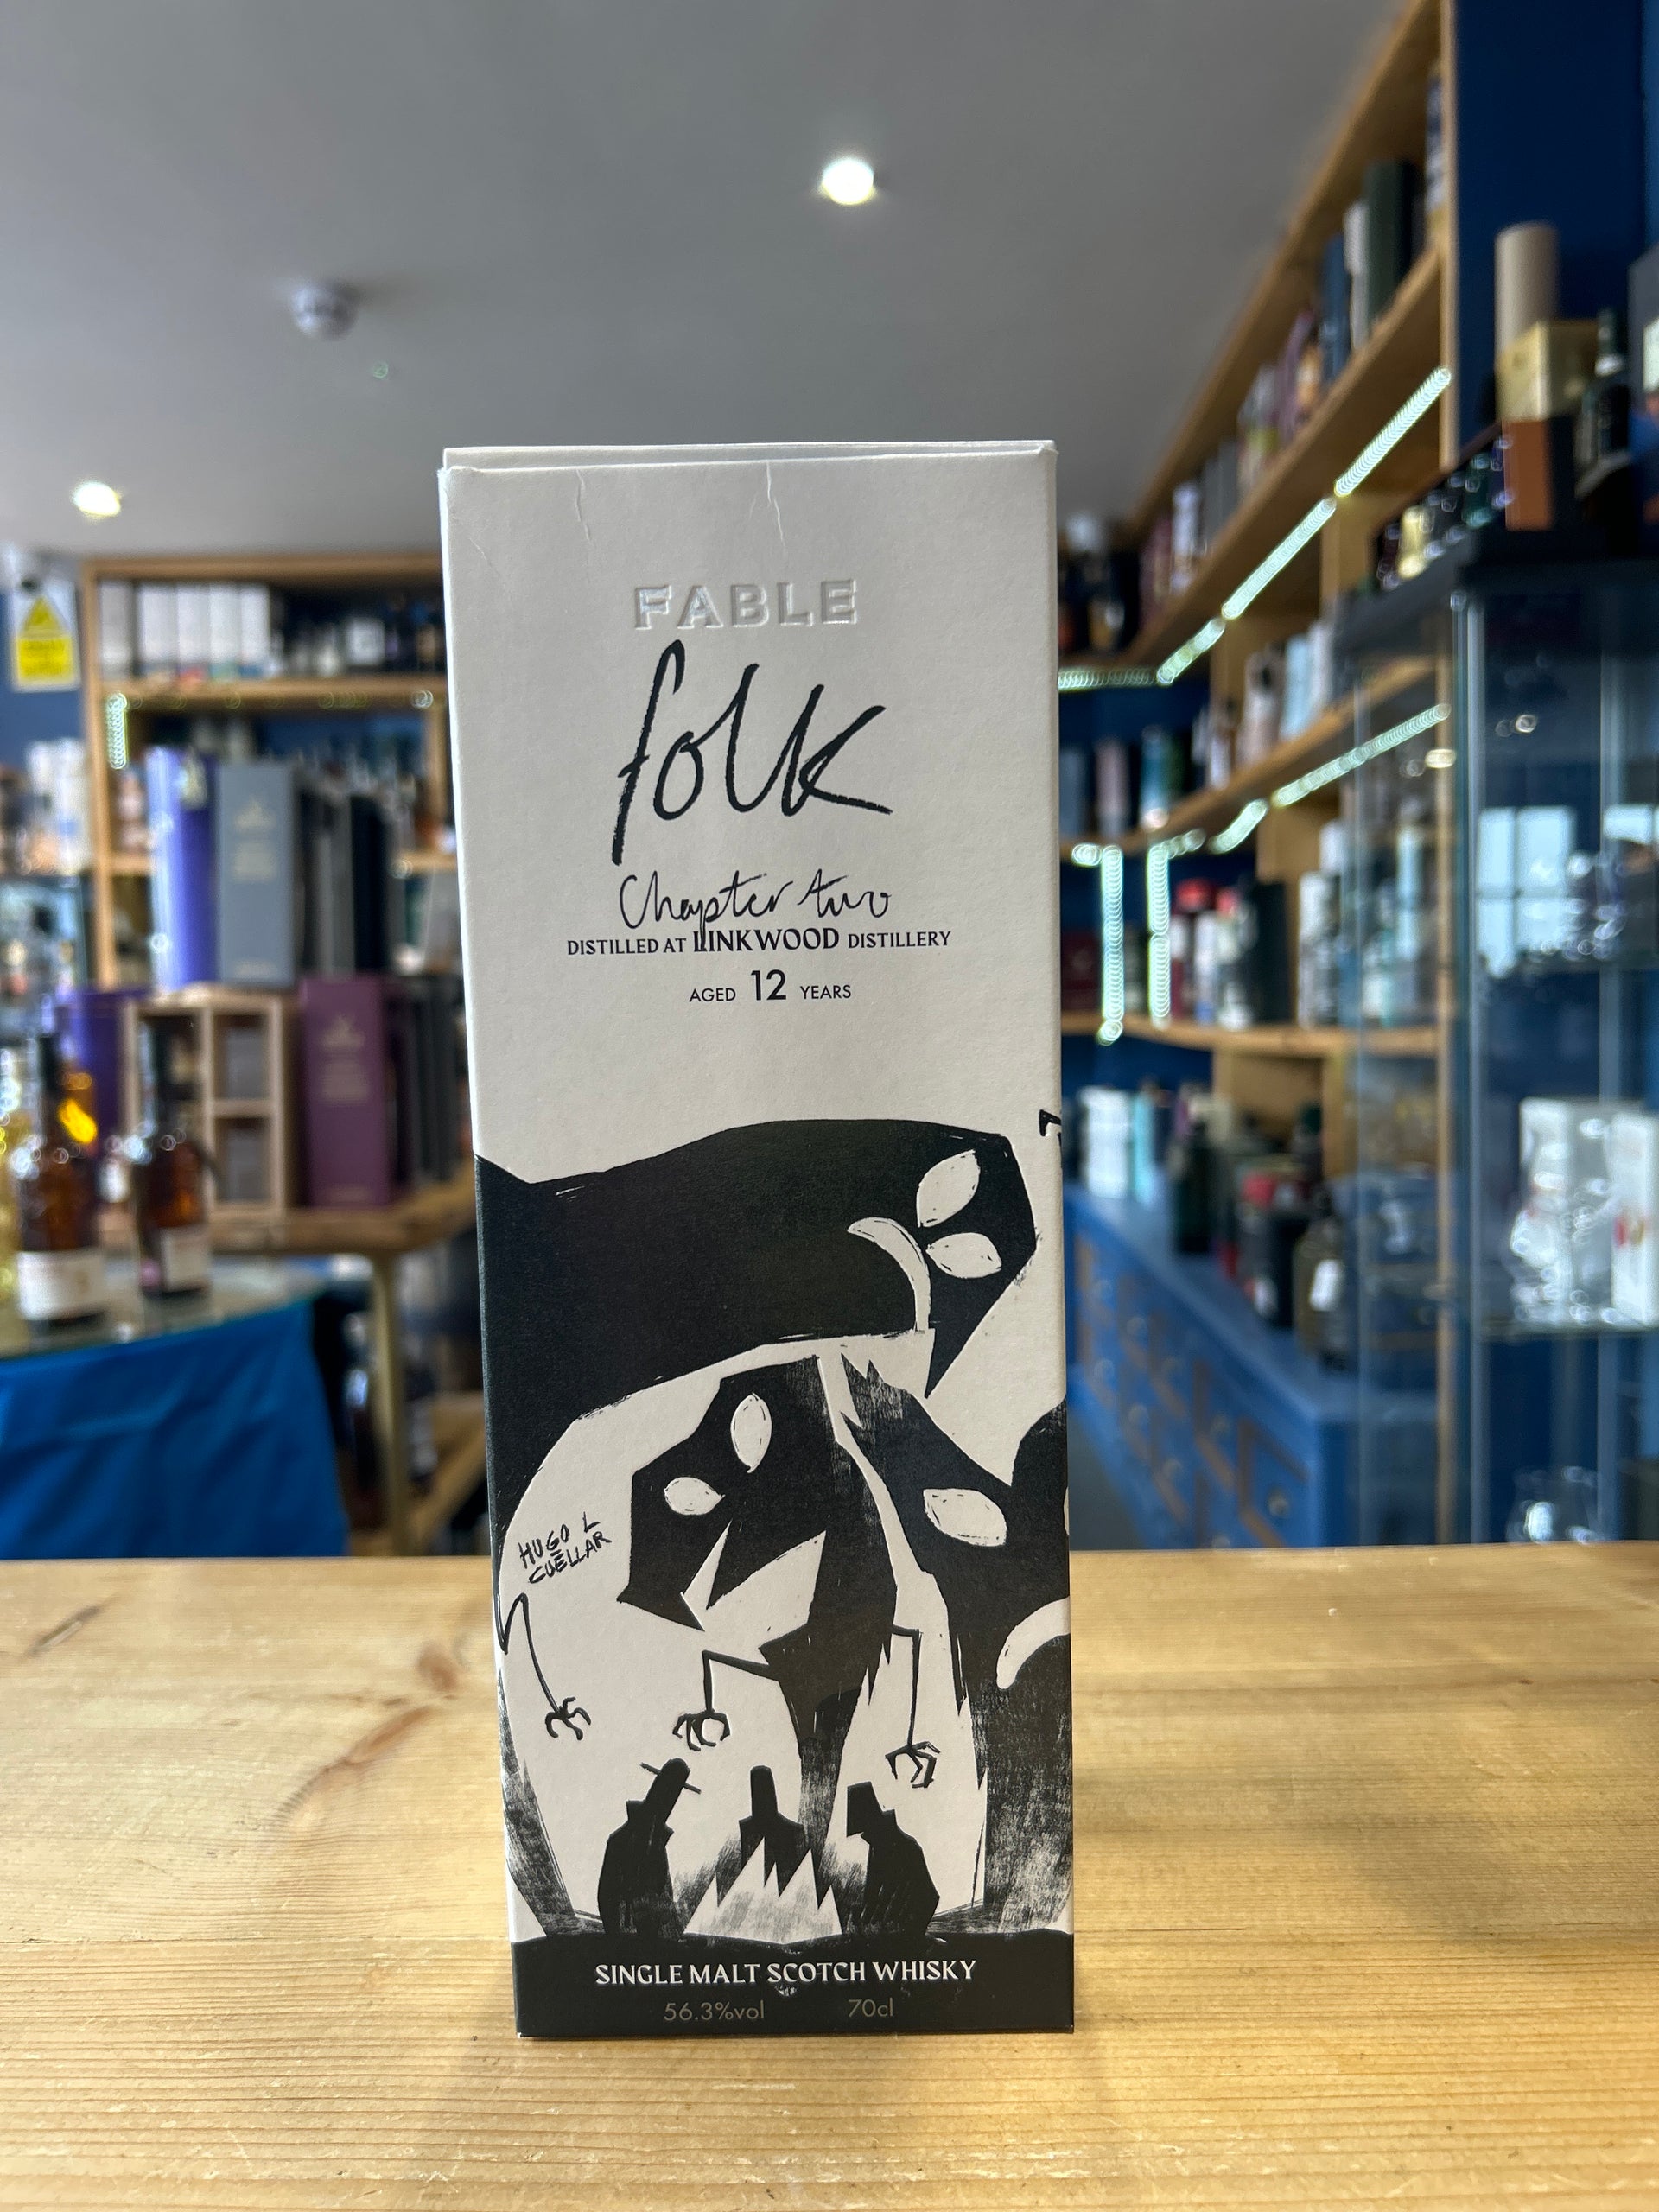 FABLE
folk
Chapter two
DISTILLED AT LINKWOOD DISTILLERY
AGED 12 YEARS
HUGO L
CUËLLAR
SINGLE MALT SCOTCH WHISKY
56.3%vol 70cl